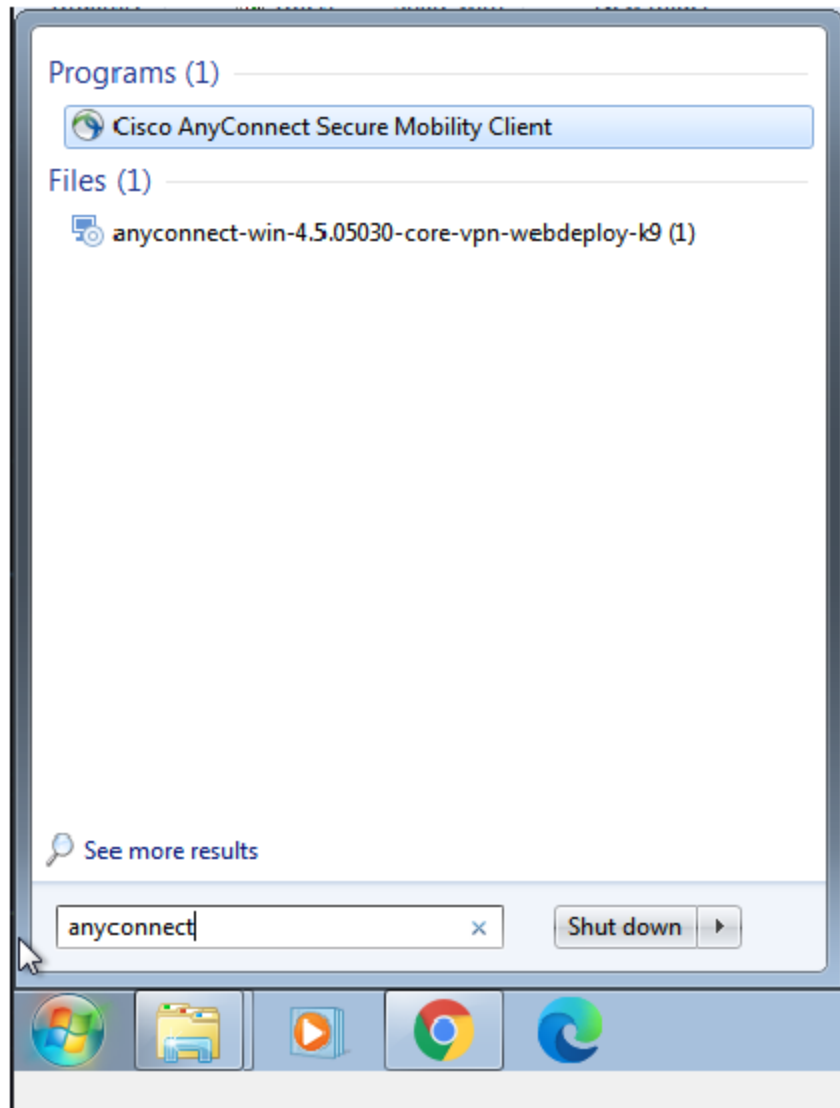 Programs (1)
Cisco AnyConnect Secure Mobility Client
Files (1)
anyconnect-win-4.5.05030-core-vpn-webdeploy-k9 (1)
See more results
anyconnect
Shut down